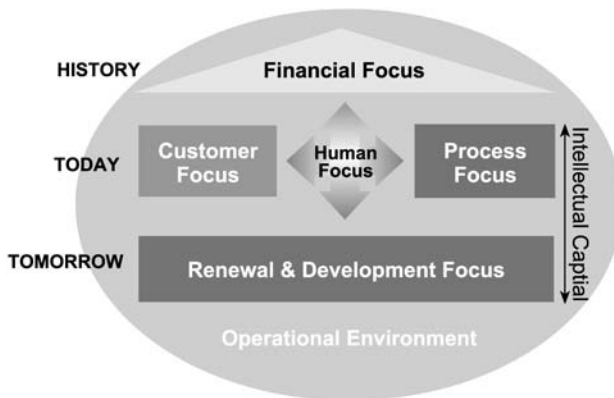 HISTORY
Financial Focus
TODAY
Customer
Focus
Human
Focus
Process
Focus
TOMORROW
Renewal & Development Focus
Intellectual Captial
Operational Environment